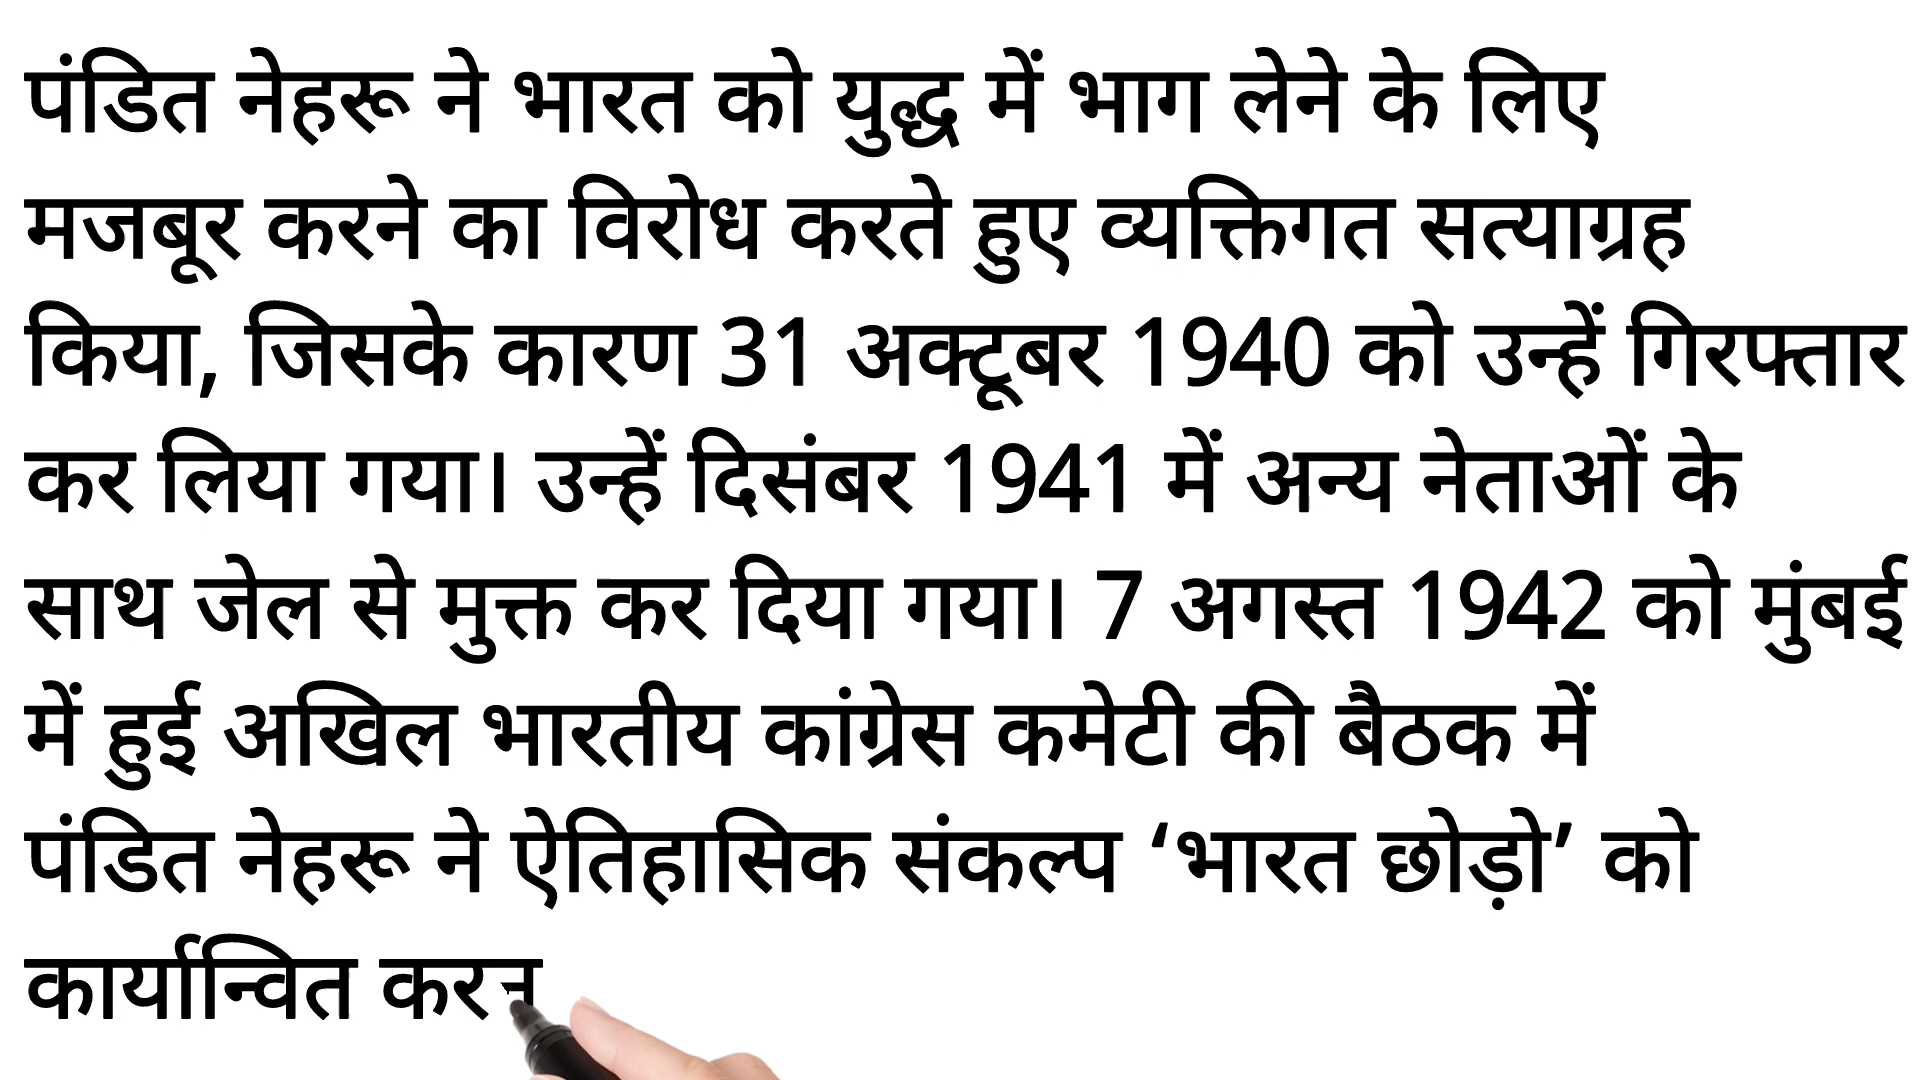 पंडित नेहरू ने भारत को युद्ध में भाग लेने के लिए
मजबूर करने का विरोध करते हुए व्यक्तिगत सत्याग्रह
किया, जिसके कारण 31 अक्टूबर 1940 को उन्हें गिरफ्तार
कर लिया गया। उन्हें दिसंबर 1941 में अन्य नेताओं के
साथ जेल से मुक्त कर दिया गया। 7 अगस्त 1942 को मुंबई
में हुई अखिल भारतीय कांग्रेस कमेटी की बैठक में
पंडित नेहरू ने ऐतिहासिक संकल्प ‘भारत छोड़ो’ को
कार्यान्वित करन